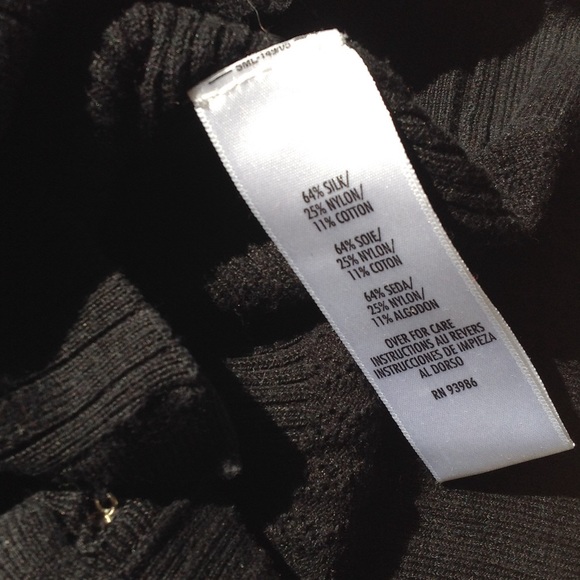 64% SILK/
25% NYLON/
11% COTTON
64% SOIE/
25% NYLON/
11% COTON
64% SEDA/
25% NYLON/
11% ALGODON
OVER FOR CARE
INSTRUCTIONS AU REVERS
INSTRUCCIONES DE IMPIEZA
AL DORSO
RN 93986